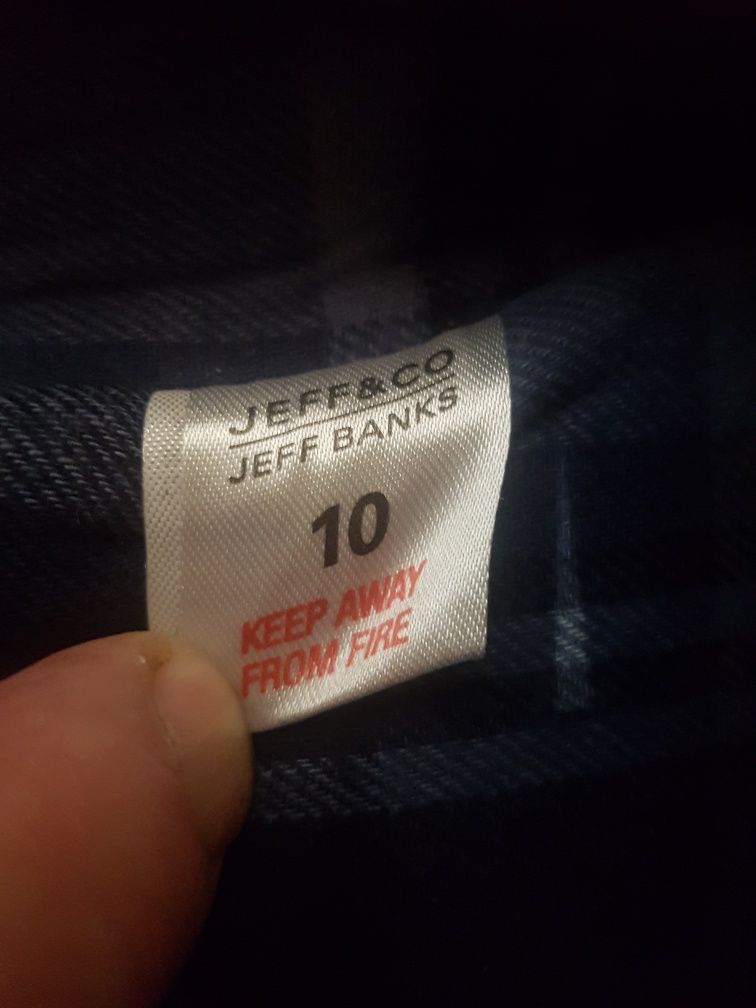 JEFF&CO
JEFF BANKS
10
KEEP AWAY
FROM FIRE